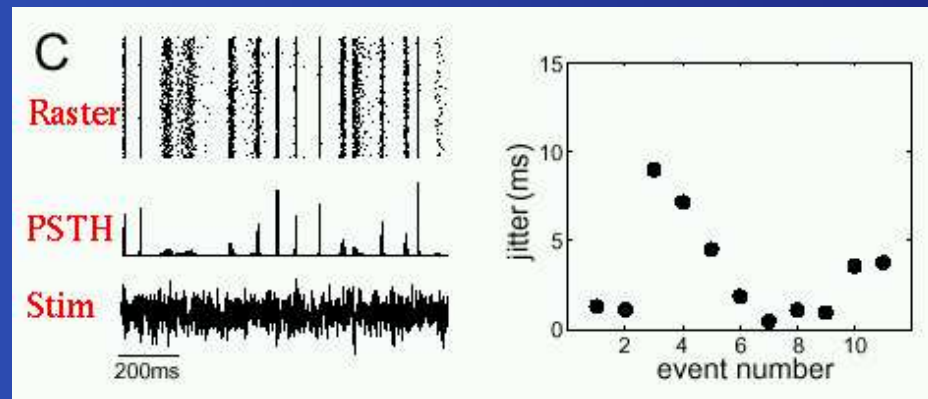 C
Raster
PSTH
Stim
200ms
15
10
5
0
jitter (ms)
2 4 6 8 10
event number